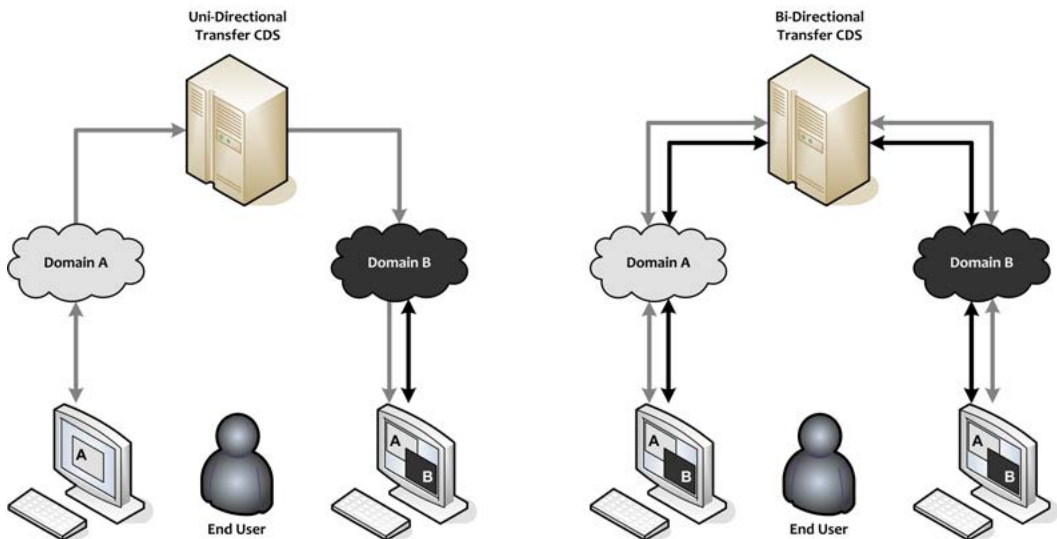 Uni-Directional
Transfer CDS
Domain A
Domain B
A
A
B
End User
Bi-Directional
Transfer CDS
Domain A
Domain B
A
B
A
B
End User